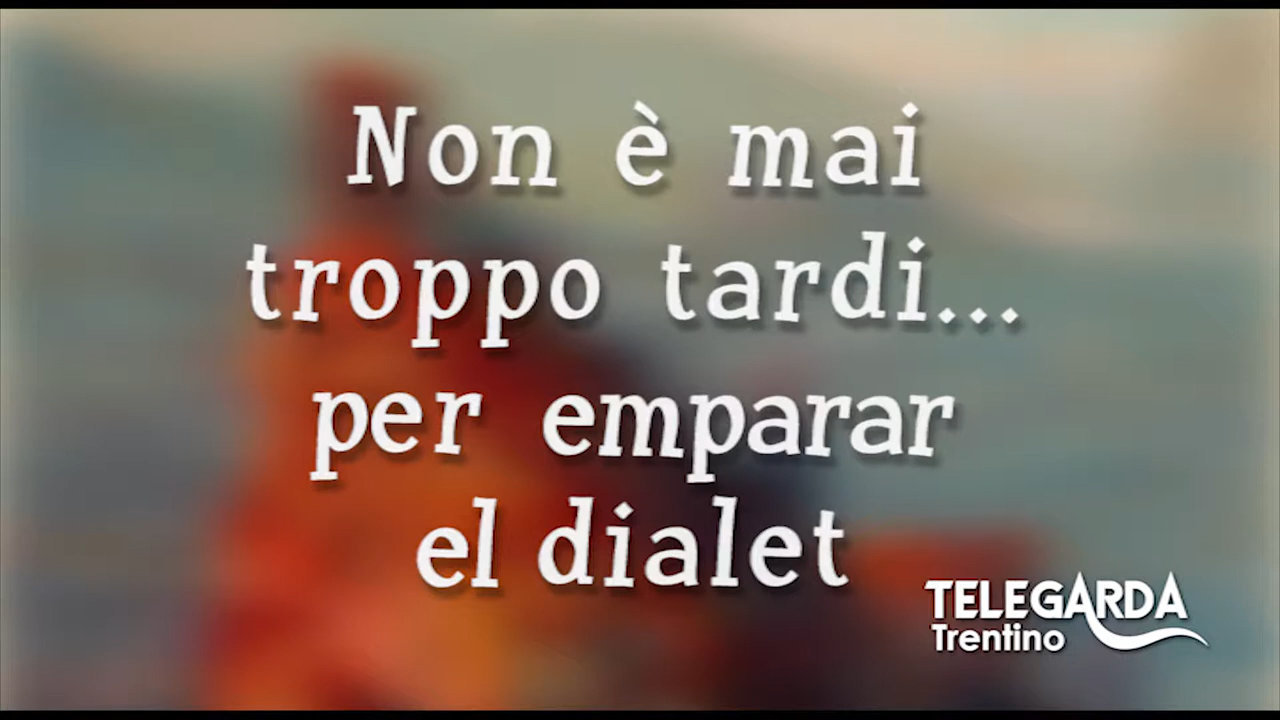 Non è mai
troppo tardi...
per emparar
el dialet
TELEGARDA
Trentino